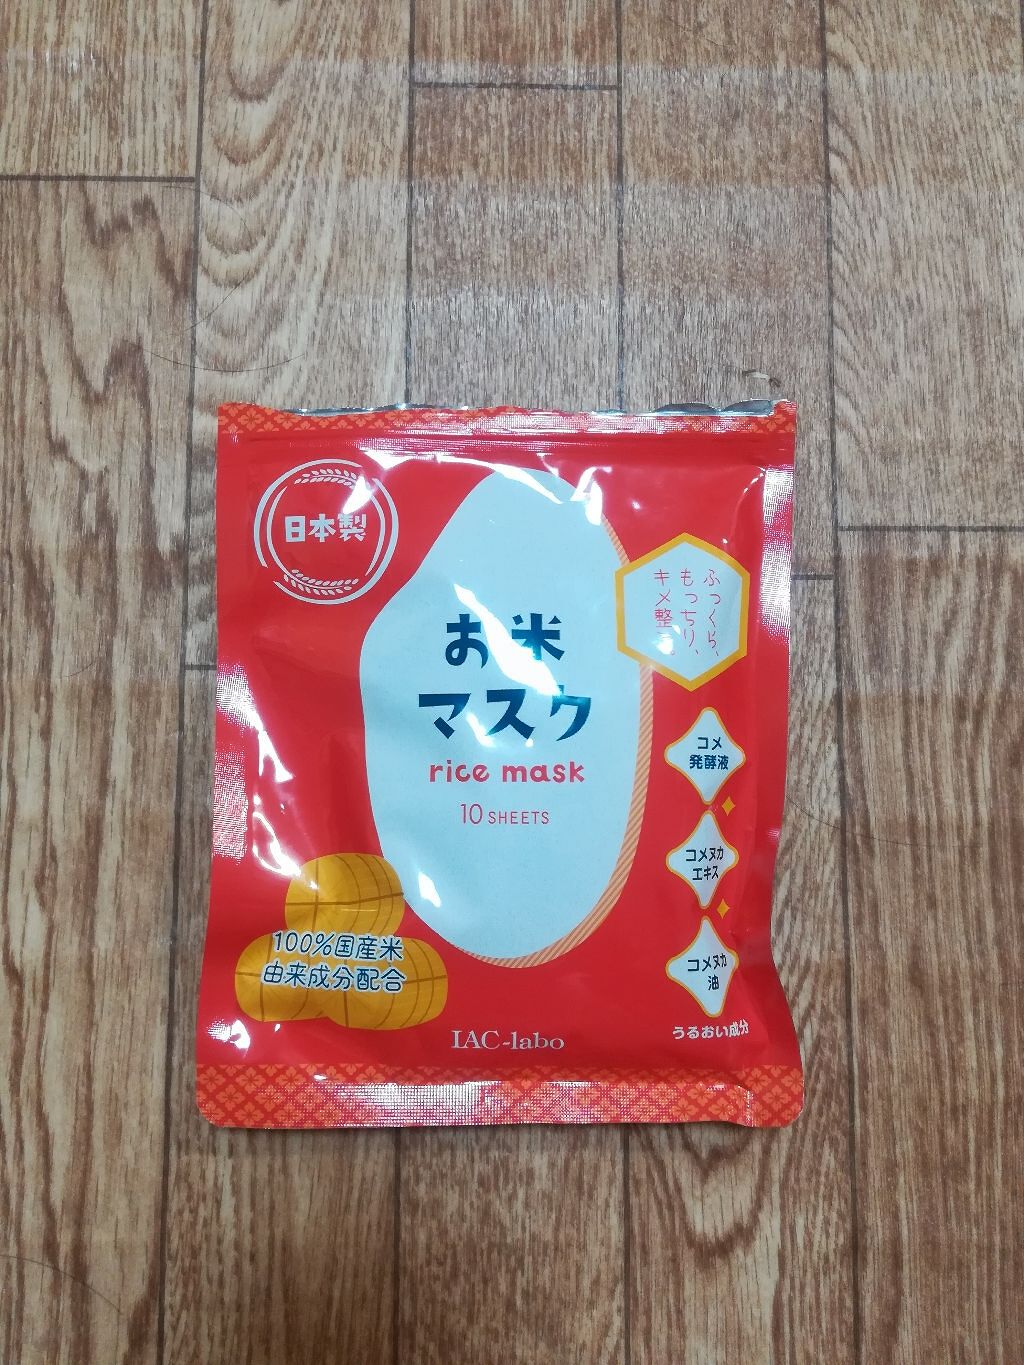 日本製
お米
マスク
rice mask
10 SHEETS
ふっくら、
もっちり、
キメ整う。
コメ
発酵液
コメヌカ
エキス
コメヌカ
油
うるおい成分
100%国産米
由来成分配合
IAC-labo